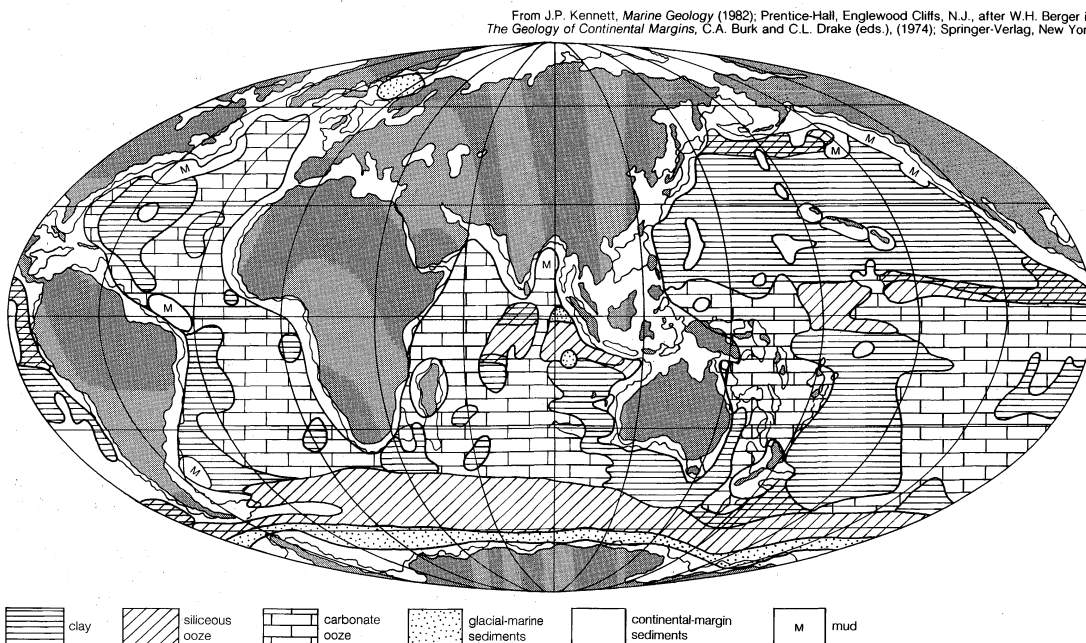 From J.P. Kennett, Marine Geology (1982); Prentice-Hall, Englewood Cliffs, N.J., after W.H. Berger
The Geology of Continental Margins, C.A. Burk and C.L. Drake (eds.), (1974); Springer-Verlag, New
M
M
M
M
M
M
M
M
clay
siliceous
ooze
carbonate
ooze
glacial-marine
sediments
continental-margin
sediments
M
mud